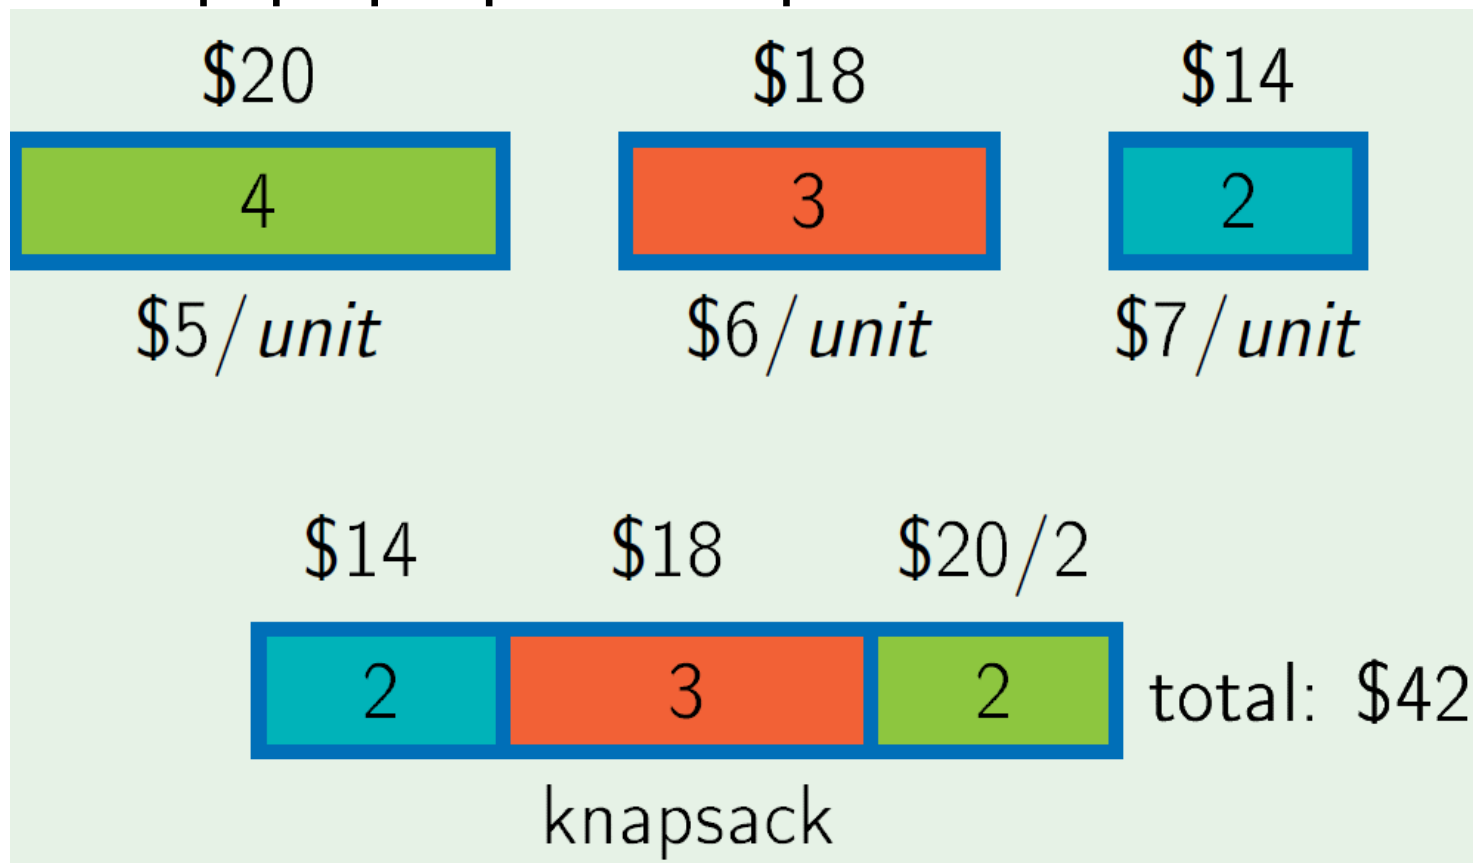 $20 $18 $14
4 3 2
$5/unit $6/unit $7/unit
$14 $18 $20/2
2 3 2 total: $42
knapsack